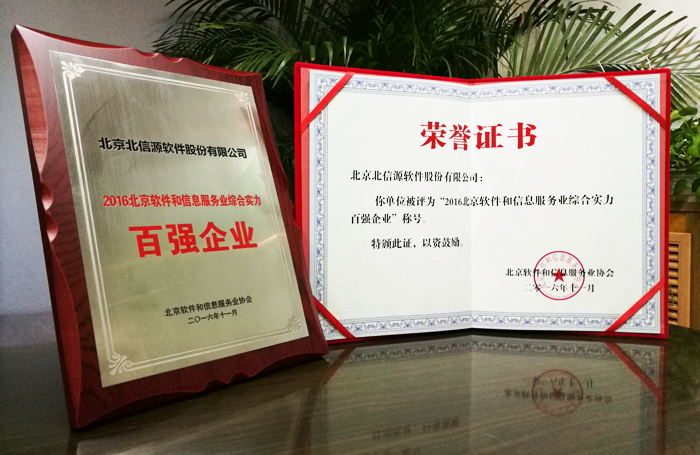 北京北信源软件股份有限公司
2016北京软件和信息服务业综合实力
百强企业
北京软件和信息服务业协会
二〇一六年十一月
荣誉证书
北京北信源软件股份有限公司：
你单位被评为“2016北京软件和信息服务业综合实力
百强企业”称号。
特颁此证，以资鼓励。
北京软件和信息服务业协会
二〇一六年十一月